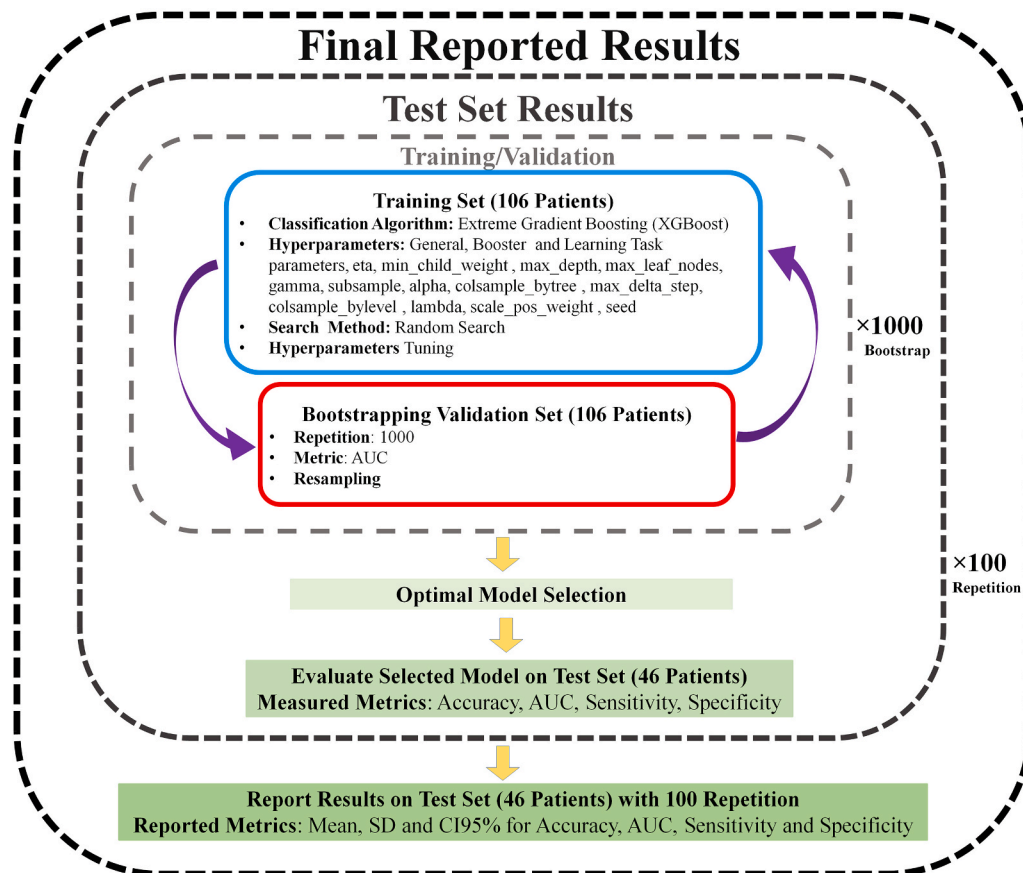 Final Reported Results
Test Set Results
Training/Validation
Training Set (106 Patients)
• Classification Algorithm: Extreme Gradient Boosting (XGBoost)
• Hyperparameters: General, Booster and Learning Task
parameters, eta, min_child_weight , max_depth, max_leaf_nodes,
gamma, subsample, alpha, colsample_bytree , max_delta_step,
colsample_bylevel , lambda, scale_pos_weight , seed
• Search Method: Random Search
• Hyperparameters Tuning
×1000
Bootstrap
Bootstrapping Validation Set (106 Patients)
• Repetition: 1000
• Metric: AUC
• Resampling
×100
Repetition
Optimal Model Selection
Evaluate Selected Model on Test Set (46 Patients)
Measured Metrics: Accuracy, AUC, Sensitivity, Specificity
Report Results on Test Set (46 Patients) with 100 Repetition
Reported Metrics: Mean, SD and CI95% for Accuracy, AUC, Sensitivity and Specificity